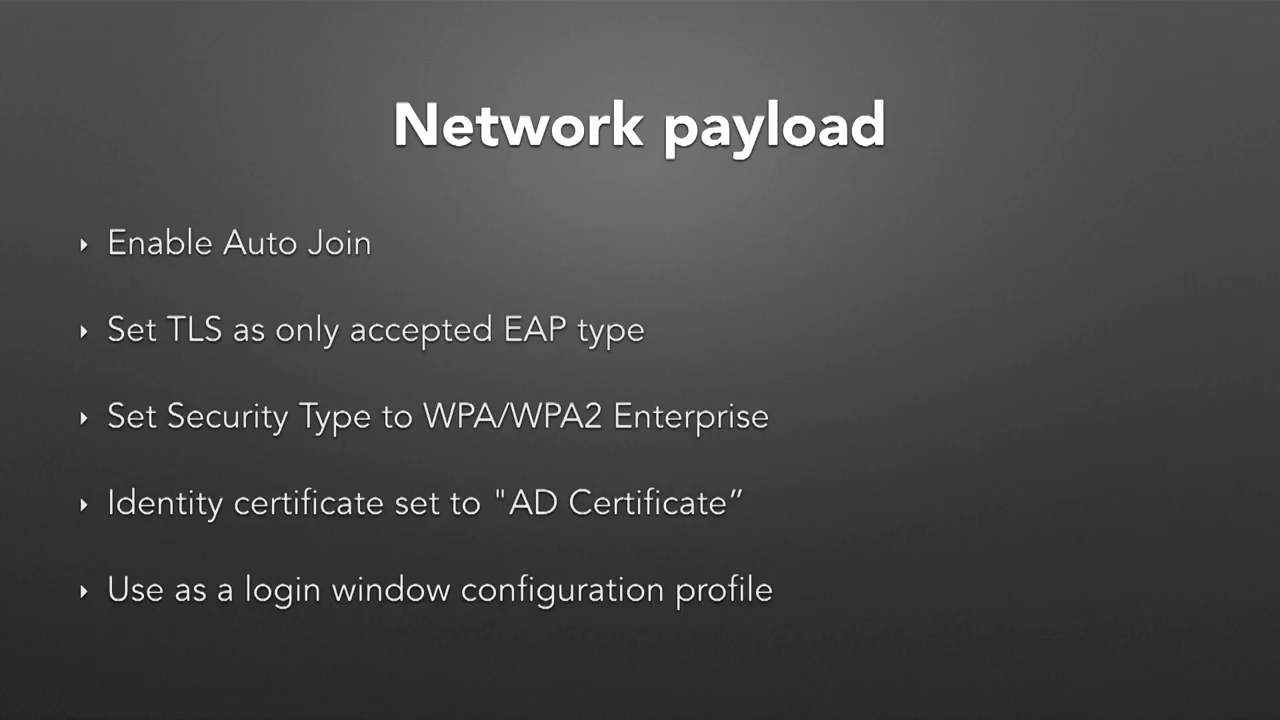 Network payload
Enable Auto Join
Set TLS as only accepted EAP type
Set Security Type to WPA/WPA2 Enterprise
Identity certificate set to "AD Certificate”
Use as a login window configuration profile